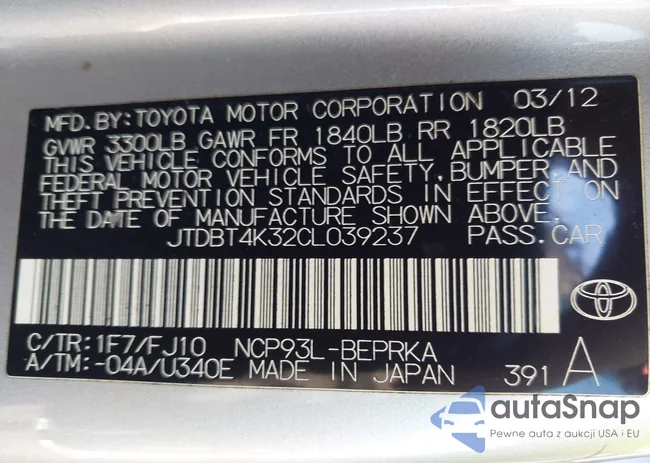 MFD. BY: TOYOTA MOTOR CORPORATION 03/12
GVWR 3300LB GAWR FR 1840LB RR 1820LB
THIS VEHICLE CONFORMS TO ALL APPLICABLE
FEDERAL MOTOR VEHICLE SAFETY, BUMPER, AND
THEFT PREVENTION STANDARDS IN EFFECT ON
THE DATE OF MANUFACTURE SHOWN ABOVE.
JTDBT4K32CL039237 PASS.CAR
C/TR: 1F7/FJ10 NCP93L-BEPRKA
A/TM: -04A/U340E MADE IN JAPAN 391 A
autaSnap
Pewne auta z aukcji USA i EU